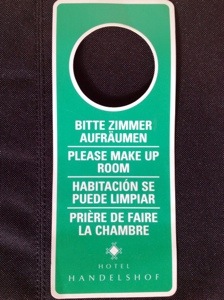 BITTE ZIMMER
AUFRÄUMEN
PLEASE MAKE UP
ROOM
HABITACIÓN SE
PUEDE LIMPIAR
PRIÈRE DE FAIRE
LA CHAMBRE
HOTEL
HANDELSHOF